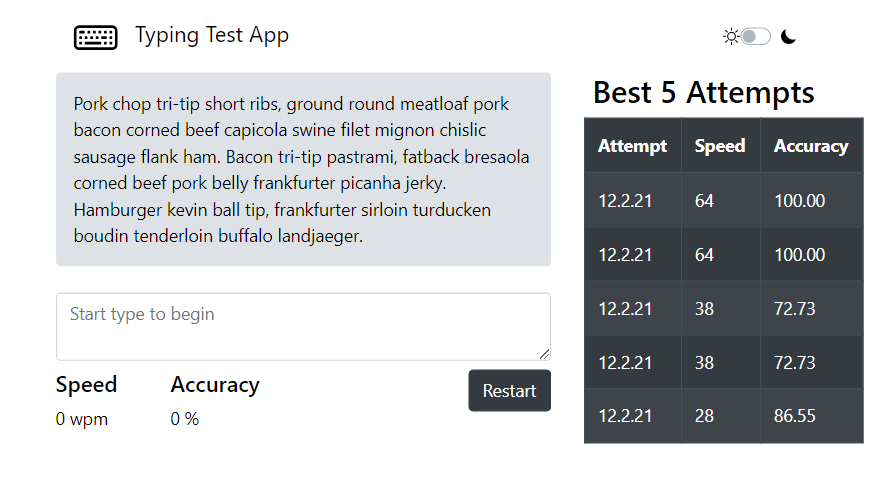 Typing Test App
Pork chop tri-tip short ribs, ground round meatloaf pork
bacon corned beef capicola swine filet mignon chislic
sausage flank ham. Bacon tri-tip pastrami, fatback bresaola
corned beef pork belly frankfurter picanha jerky.
Hamburger kevin ball tip, frankfurter sirloin turducken
boudin tenderloin buffalo landjaeger.
Start type to begin
Speed Accuracy
0 wpm 0 %
Restart
Best 5 Attempts
Attempt Speed Accuracy
12.2.21 64 100.00
12.2.21 64 100.00
12.2.21 38 72.73
12.2.21 38 72.73
12.2.21 28 86.55